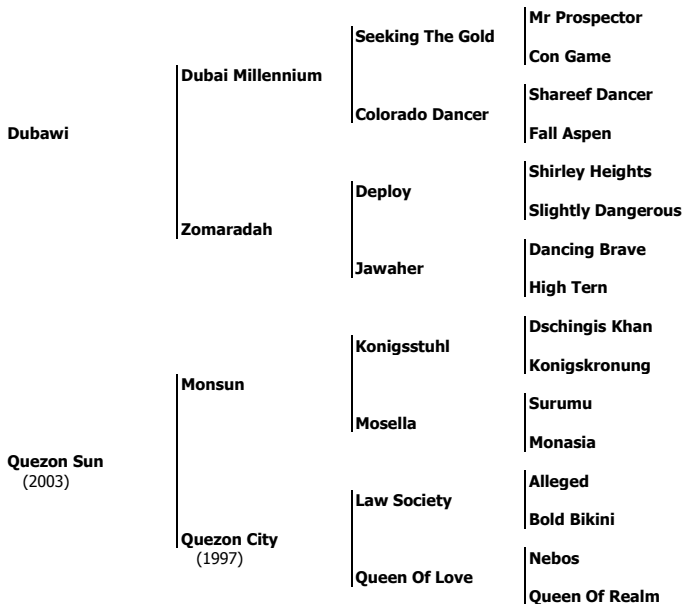 Mr Prospector
Seeking The Gold
Con Game
Dubai Millennium
Shareef Dancer
Colorado Dancer
Fall Aspen
Dubawi
Shirley Heights
Deploy
Slightly Dangerous
Zomaradah
Dancing Brave
Jawaher
High Tern
Dschingis Khan
Konigsstuhl
Konigskronung
Monsun
Surumu
Mosella
Monasia
Quezon Sun
(2003)
Alleged
Law Society
Bold Bikini
Quezon City
(1997)
Nebos
Queen Of Love
Queen Of Realm